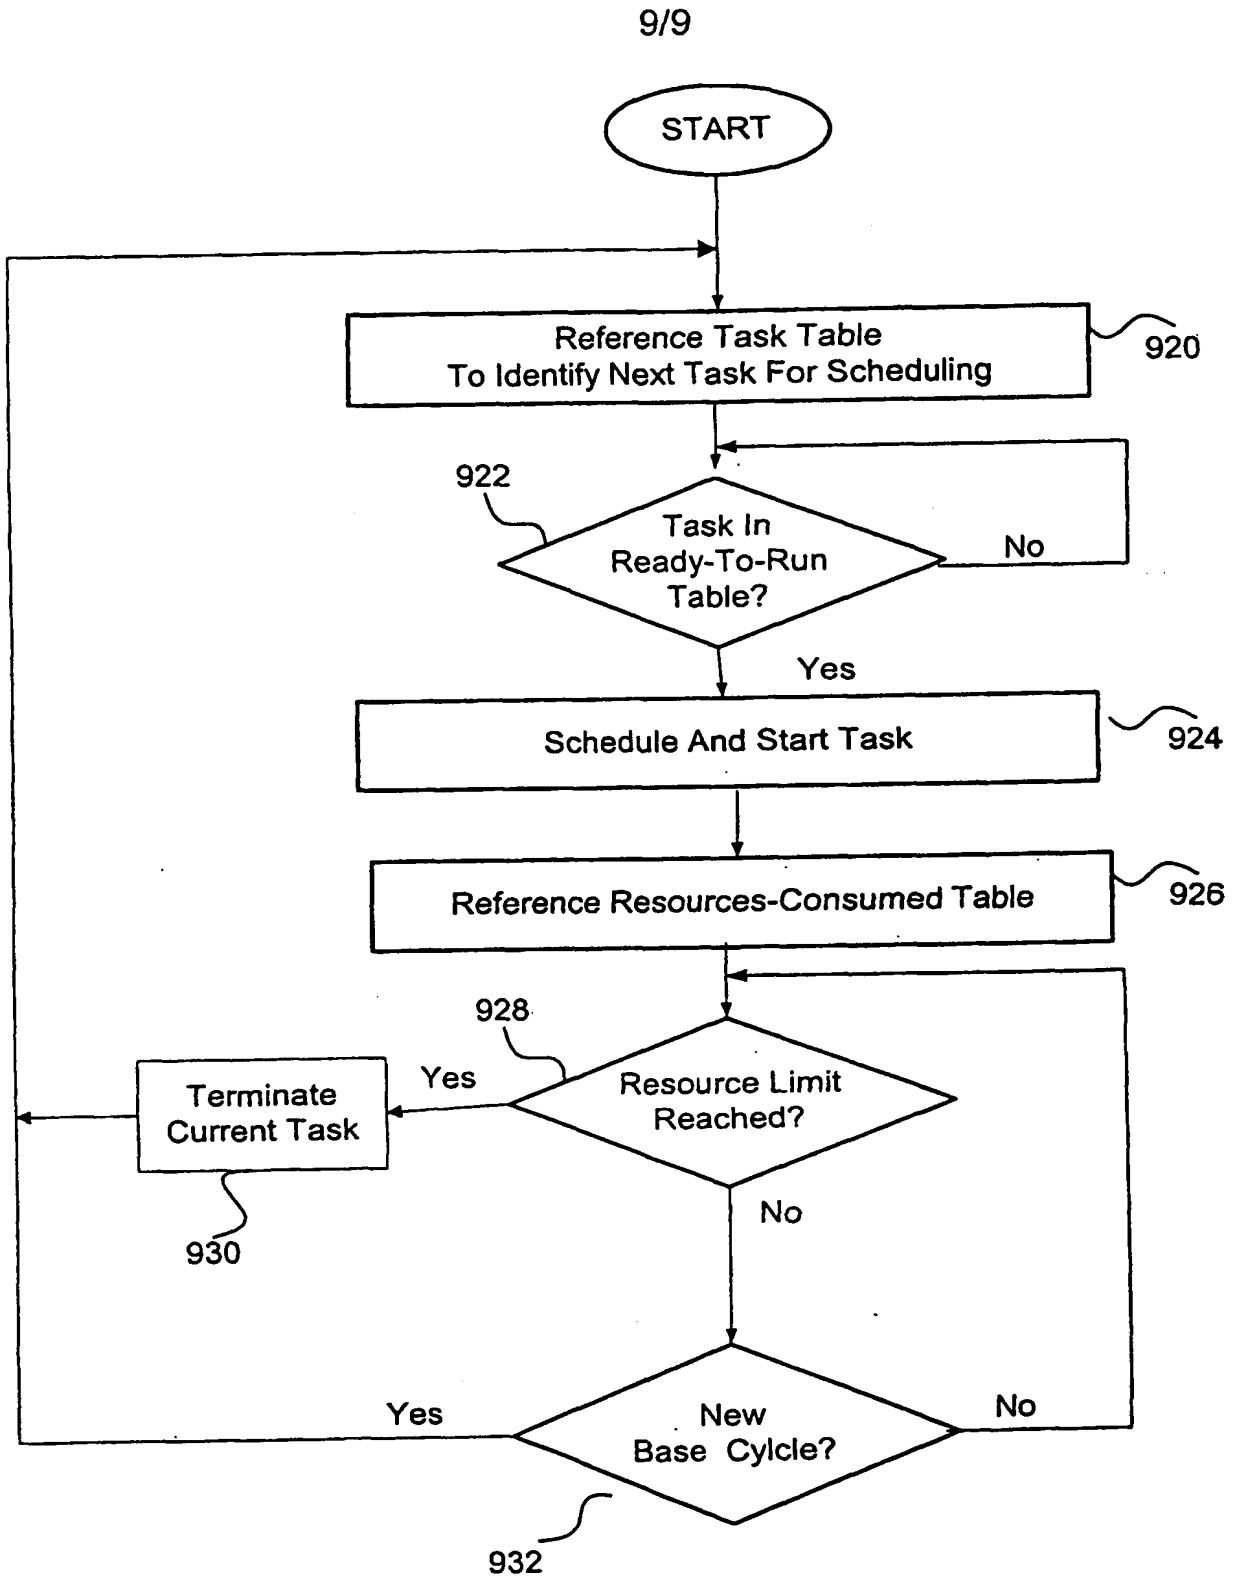 9/9
START
Reference Task Table
To Identify Next Task For Scheduling
920
922
Task In
Ready-To-Run
Table?
No
Yes
Schedule And Start Task
924
Reference Resources-Consumed Table
926
928
Resource Limit
Reached?
Yes
Terminate
Current Task
930
No
New
Base Cylcle?
Yes
No
932